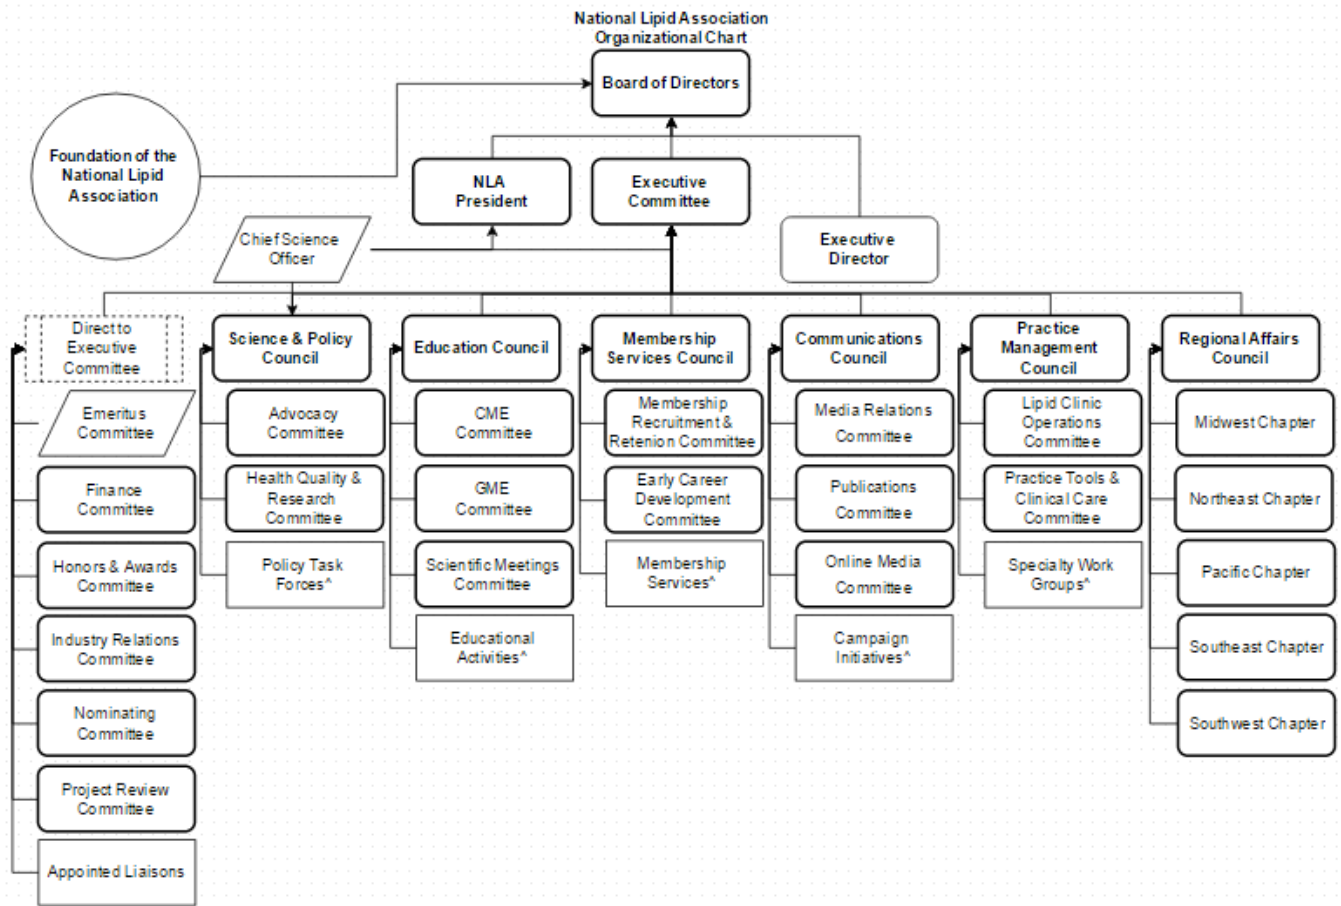 National Lipid Association
Organizational Chart
Board of Directors
Foundation of the
National Lipid
Association
NLA
President
Executive
Committee
Chief Science
Officer
Executive
Director
Direct to
Executive
Committee
Science & Policy
Council
Education Council
Membership
Services Council
Communications
Council
Practice
Management
Council
Regional Affairs
Council
Emeritus
Committee
Finance
Committee
Honors & Awards
Committee
Industry Relations
Committee
Nominating
Committee
Project Review
Committee
Appointed Liaisons
Advocacy
Committee
Health Quality &
Research
Committee
Policy Task
Forces^
CME
Committee
GME
Committee
Scientific Meetings
Committee
Educational
Activities^
Membership
Recruitment &
Retenion Committee
Early Career
Development
Committee
Membership
Services^
Media Relations
Committee
Publications
Committee
Online Media
Committee
Campaign
Initiatives^
Lipid Clinic
Operations
Committee
Practice Tools &
Clinical Care
Committee
Specialty Work
Groups^
Midwest Chapter
Northeast Chapter
Pacific Chapter
Southeast Chapter
Southwest Chapter